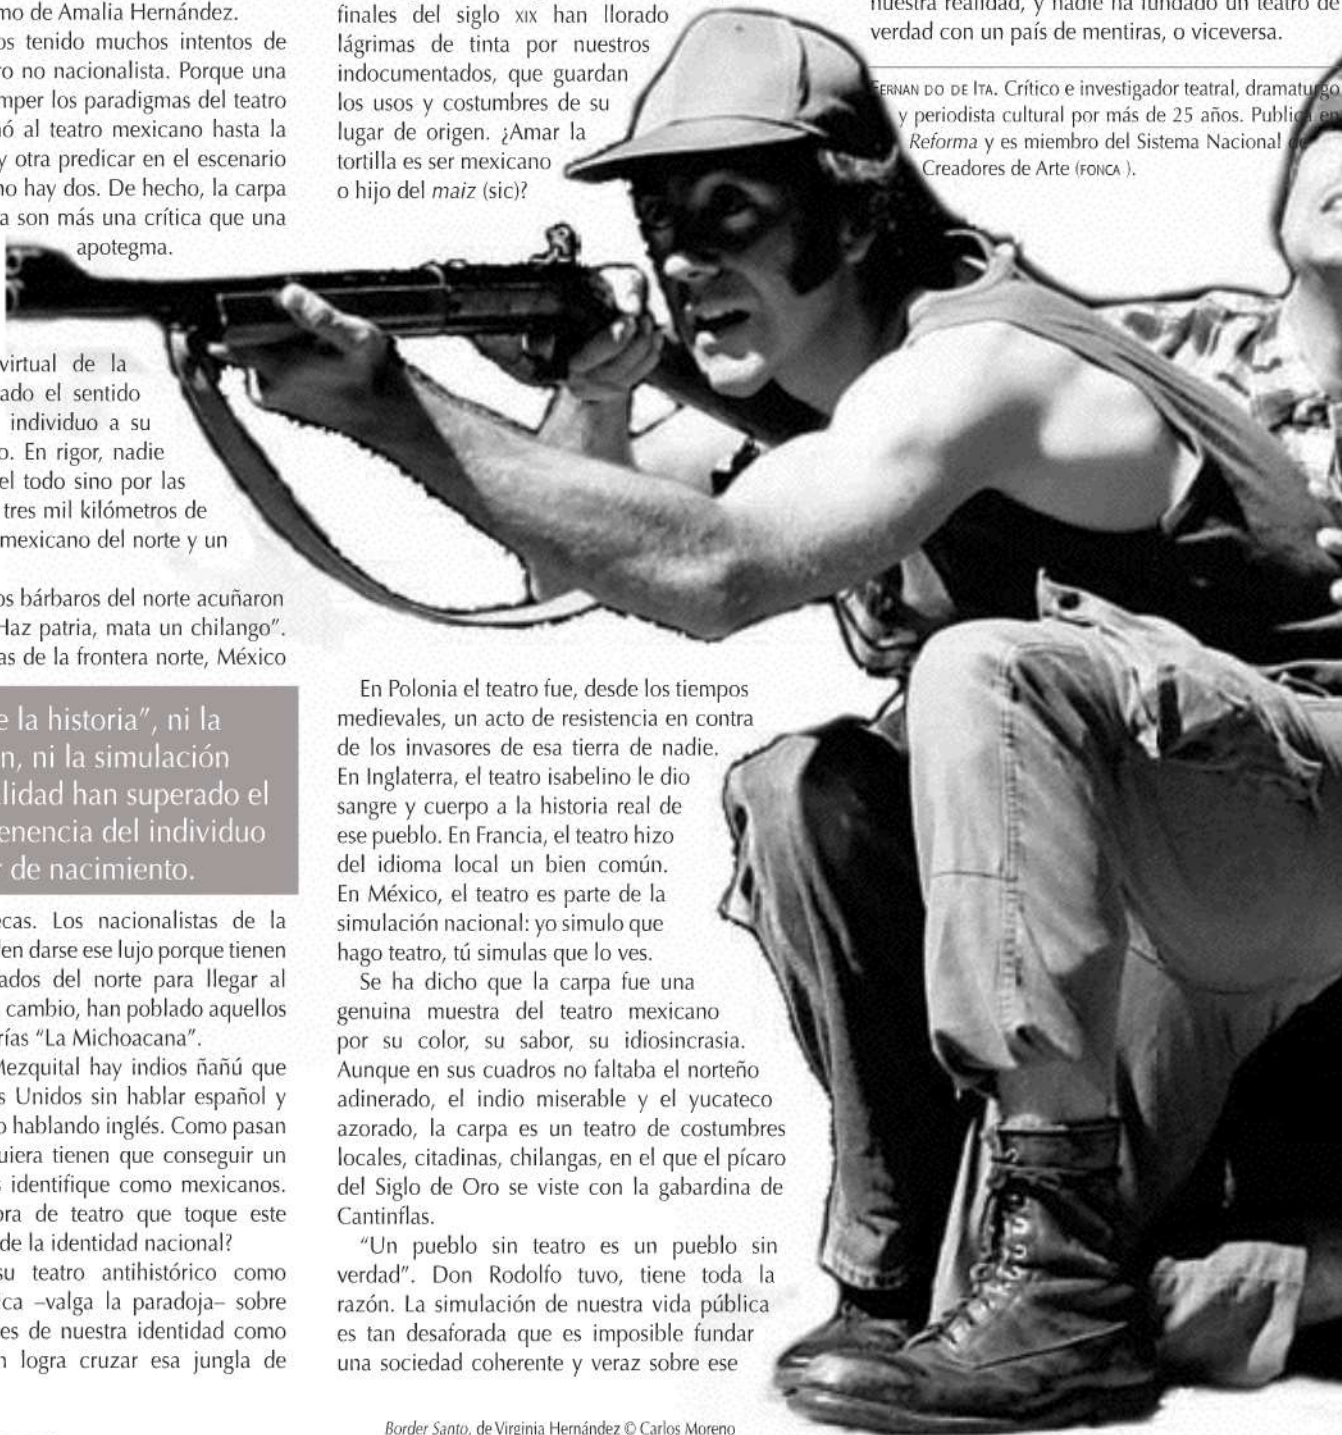 mo de Amalia Hernández.
os tenido muchos intentos de
o no nacionalista. Porque una
mper los paradigmas del teatro
ó al teatro mexicano hasta la
y otra predicar en el escenario
no hay dos. De hecho, la carpa
a son más una crítica que una
apotegma.
virtual de la
ado el sentido
individuo a su
o. En rigor, nadie
el todo sino por las
tres mil kilómetros de
mexicano del norte y un
os bárbaros del norte acuñaron
Haz patria, mata un chilango”.
as de la frontera norte, México
e la historia”, ni la
n, ni la simulación
lidad han superado el
enencia del individuo
r de nacimiento.
ecas. Los nacionalistas de la
den darse ese lujo porque tienen
ados del norte para llegar al
cambio, han poblado aquellos
rías “La Michoacana”.
Mezquital hay indios ñañú que
s Unidos sin hablar español y
o hablando inglés. Como pasan
uiera tienen que conseguir un
s identifique como mexicanos.
bra de teatro que toque este
de la identidad nacional?
su teatro antihistórico como
ica –valga la paradoja– sobre
es de nuestra identidad como
n logra cruzar esa jungla de
finales del siglo XIX han llorado
lágrimas de tinta por nuestros
indocumentados, que guardan
los usos y costumbres de su
lugar de origen. ¿Amar la
tortilla es ser mexicano
o hijo del maiz (sic)?
En Polonia el teatro fue, desde los tiempos
medievales, un acto de resistencia en contra
de los invasores de esa tierra de nadie.
En Inglaterra, el teatro isabelino le dio
sangre y cuerpo a la historia real de
ese pueblo. En Francia, el teatro hizo
del idioma local un bien común.
En México, el teatro es parte de la
simulación nacional: yo simulo que
hago teatro, tú simulas que lo ves.
Se ha dicho que la carpa fue una
genuina muestra del teatro mexicano
por su color, su sabor, su idiosincrasia.
Aunque en sus cuadros no faltaba el norteño
adinerado, el indio miserable y el yucateco
azorado, la carpa es un teatro de costumbres
locales, citadinas, chilangas, en el que el pícaro
del Siglo de Oro se viste con la gabardina de
Cantinflas.
“Un pueblo sin teatro es un pueblo sin
verdad”. Don Rodolfo tuvo, tiene toda la
razón. La simulación de nuestra vida pública
es tan desaforada que es imposible fundar
una sociedad coherente y veraz sobre ese
nuestra realidad, y nadie ha fundado un teatro de
verdad con un país de mentiras, o viceversa.
FERNAN DO DE ITA. Crítico e investigador teatral, dramaturgo
y periodista cultural por más de 25 años. Publica en
Reforma y es miembro del Sistema Nacional de
Creadores de Arte (FONCA ).
Border Santo, de Virginia Hernández © Carlos Moreno